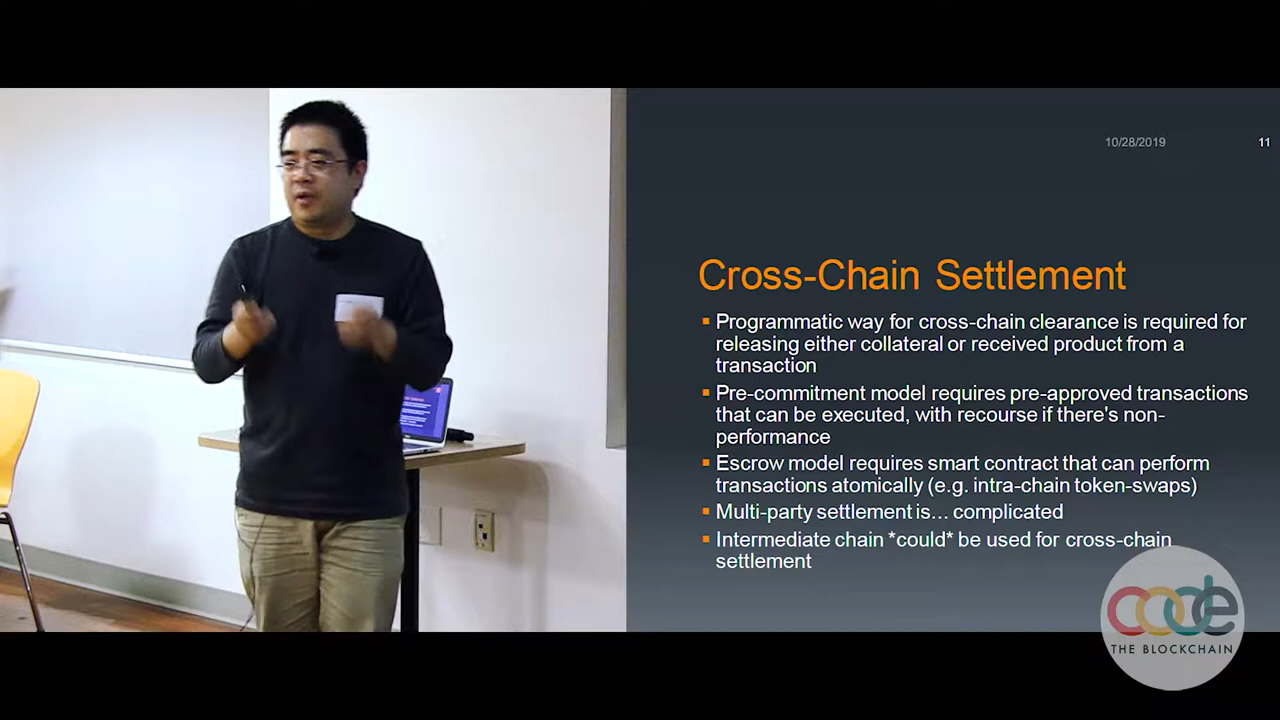 10/28/2019
11
Cross-Chain Settlement
▪ Programmatic way for cross-chain clearance is required for
releasing either collateral or received product from a
transaction
▪ Pre-commitment model requires pre-approved transactions
that can be executed, with recourse if there's non-
performance
▪ Escrow model requires smart contract that can perform
transactions atomically (e.g. intra-chain token-swaps)
▪ Multi-party settlement is... complicated
▪ Intermediate chain *could* be used for cross-chain
settlement
code
THE BLOCKCHAIN